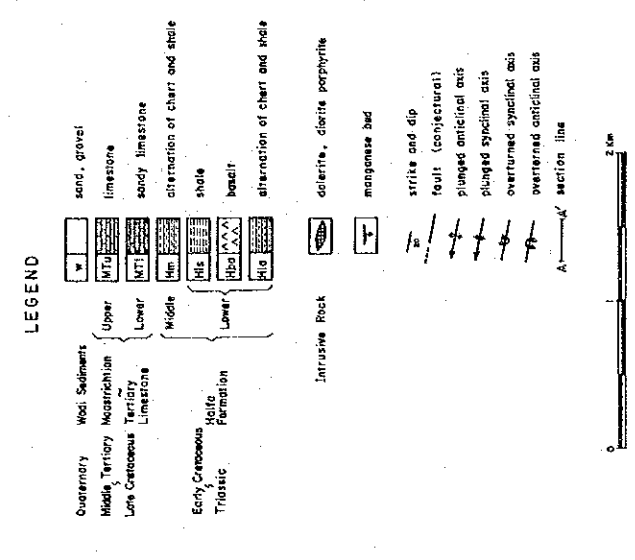 LEGEND
Quaternary Wadi Sediments w sand, gravel
Middle Tertiary Maastrichtian Upper MTu limestone
Late Cretaceous Tertiary Limestone Lower MTl sandy limestone
Middle Hm alternation of chert and shale
Early Cretaceous Halfa Lower Hls shale
Triassic Formation Hba basalt
Hla alternation of chert and shale
Intrusive Rock dolerite, diorite porphyrite
manganese bed
30 strike and dip
fault (conjectural)
plunged anticlinal axis
plunged synclinal axis
overturned synclinal axis
overterned anticlinal axis
A A' section line
0 1 2 Km